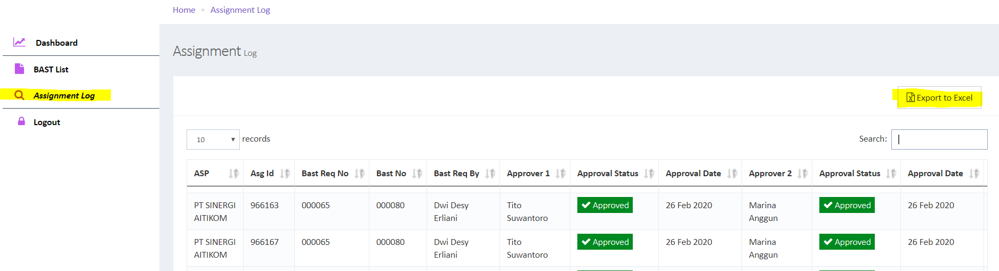 Home • Assignment Log
Dashboard
BAST List
Assignment Log
Logout
Assignment Log
Export to Excel
10 records
Search:
ASP Asg Id Bast Req No Bast No Bast Req By Approver 1 Approval Status Approval Date Approver 2 Approval Status Approval Date
PT SINERGI 966163 000065 000080 Dwi Desy Tito Approved 26 Feb 2020 Marina Approved 26 Feb 2020
AITIKOM Erliani Suwantoro Anggun
PT SINERGI 966167 000065 000080 Dwi Desy Tito Approved 26 Feb 2020 Marina Approved 26 Feb 2020
AITIKOM Erliani Suwantoro Anggun